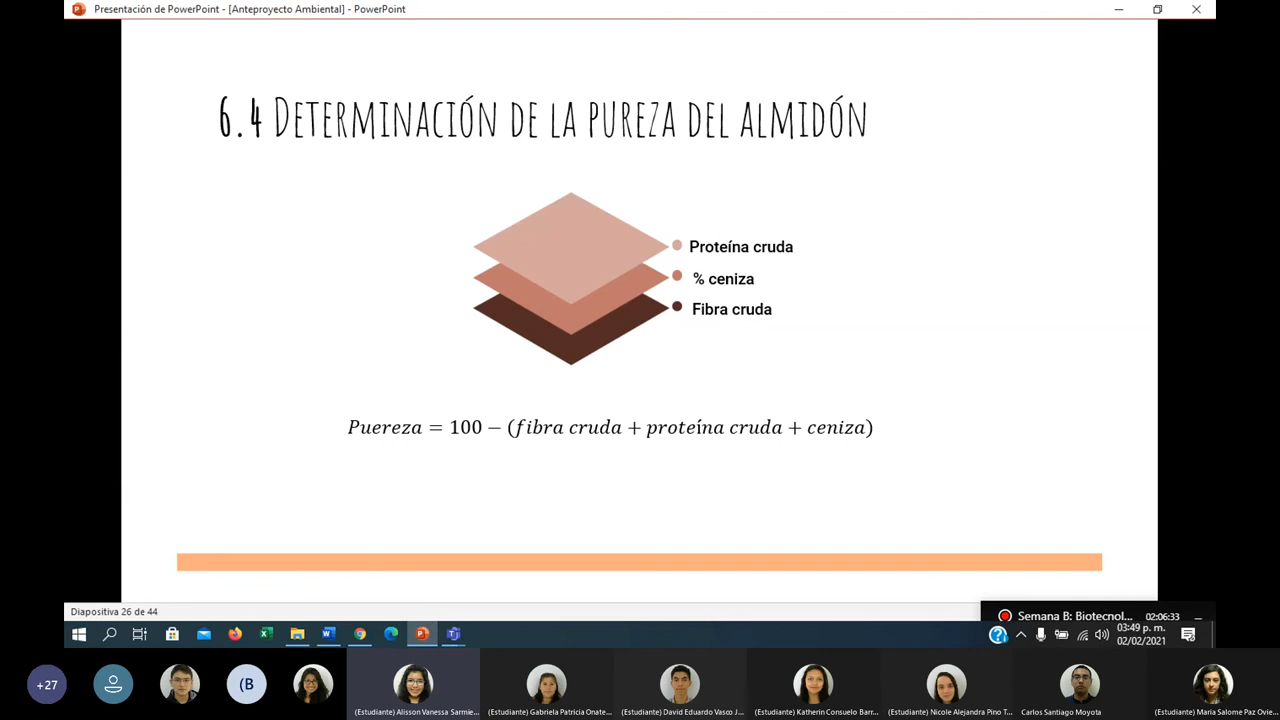 Presentación de PowerPoint - [Anteproyecto Ambiental] - PowerPoint
6.4 DETERMINACIÓN DE LA PUREZA DEL ALMIDÓN
Proteína cruda
% ceniza
Fibra cruda
Puereza = 100 − (fibra cruda + proteína cruda + ceniza)
Diapositiva 26 de 44
Semana B: Biotecnol...
02:06:33
03:49 p. m.
02/02/2021
+27
(B
(Estudiante) Alisson Vanessa Sarmie...
(Estudiante) Gabriela Patricia Onate...
(Estudiante) David Eduardo Vasco J...
(Estudiante) Katherin Consuelo Barr...
(Estudiante) Nicole Alejandra Pino T...
Carlos Santiago Moyota
(Estudiante) Maria Salome Paz Ovie...